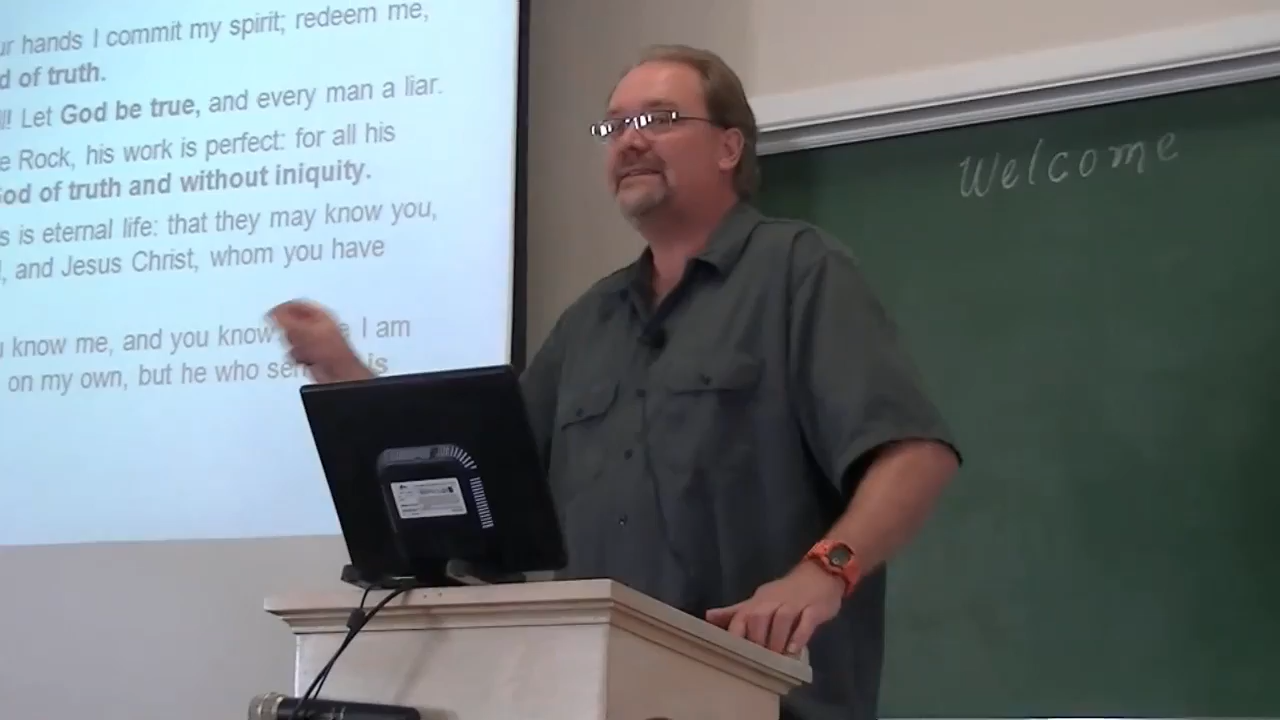 hands I commit my spirit; redeem me,
of truth.
Let God be true, and every man a liar.
Rock, his work is perfect: for all his
God of truth and without iniquity.
is eternal life: that they may know you,
, and Jesus Christ, whom you have
know me, and you know I am
on my own, but he who is
Welcome